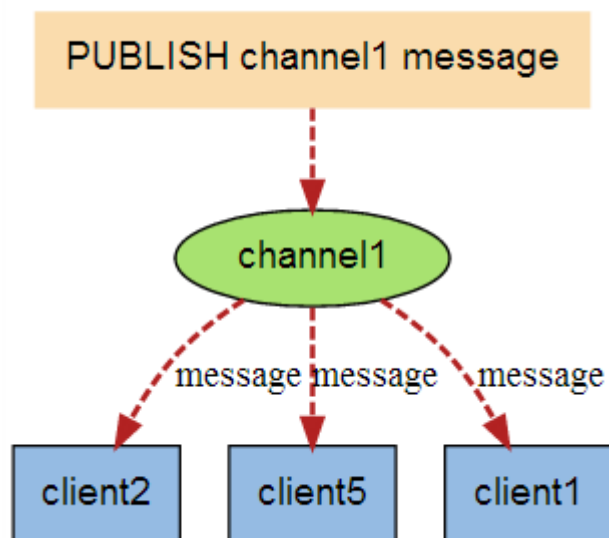 PUBLISH channel1 message
channel1
message message message
client2 client5 client1